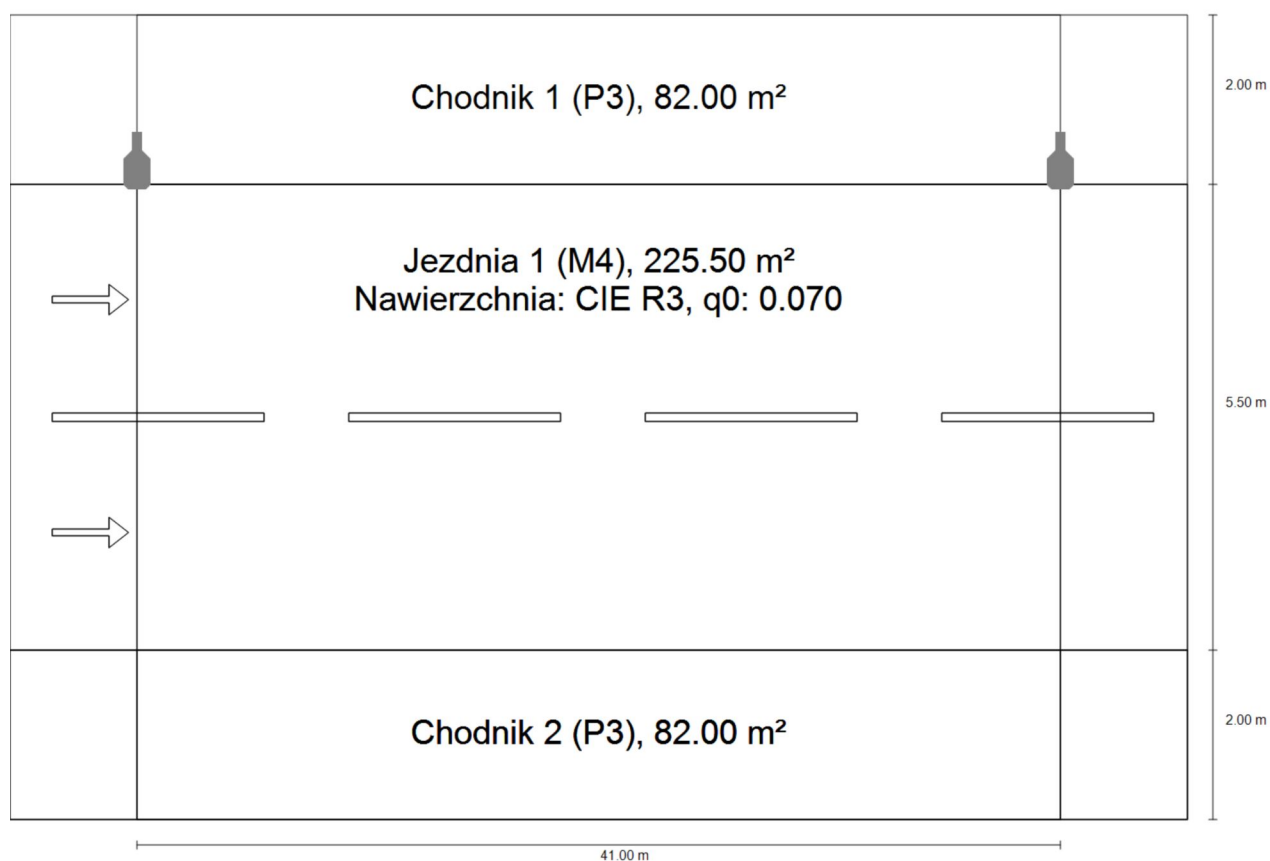 Chodnik 1 (P3), 82.00 m²
2.00 m
Jezdnia 1 (M4), 225.50 m²
Nawierzchnia: CIE R3, q0: 0.070
5.50 m
Chodnik 2 (P3), 82.00 m²
2.00 m
41.00 m